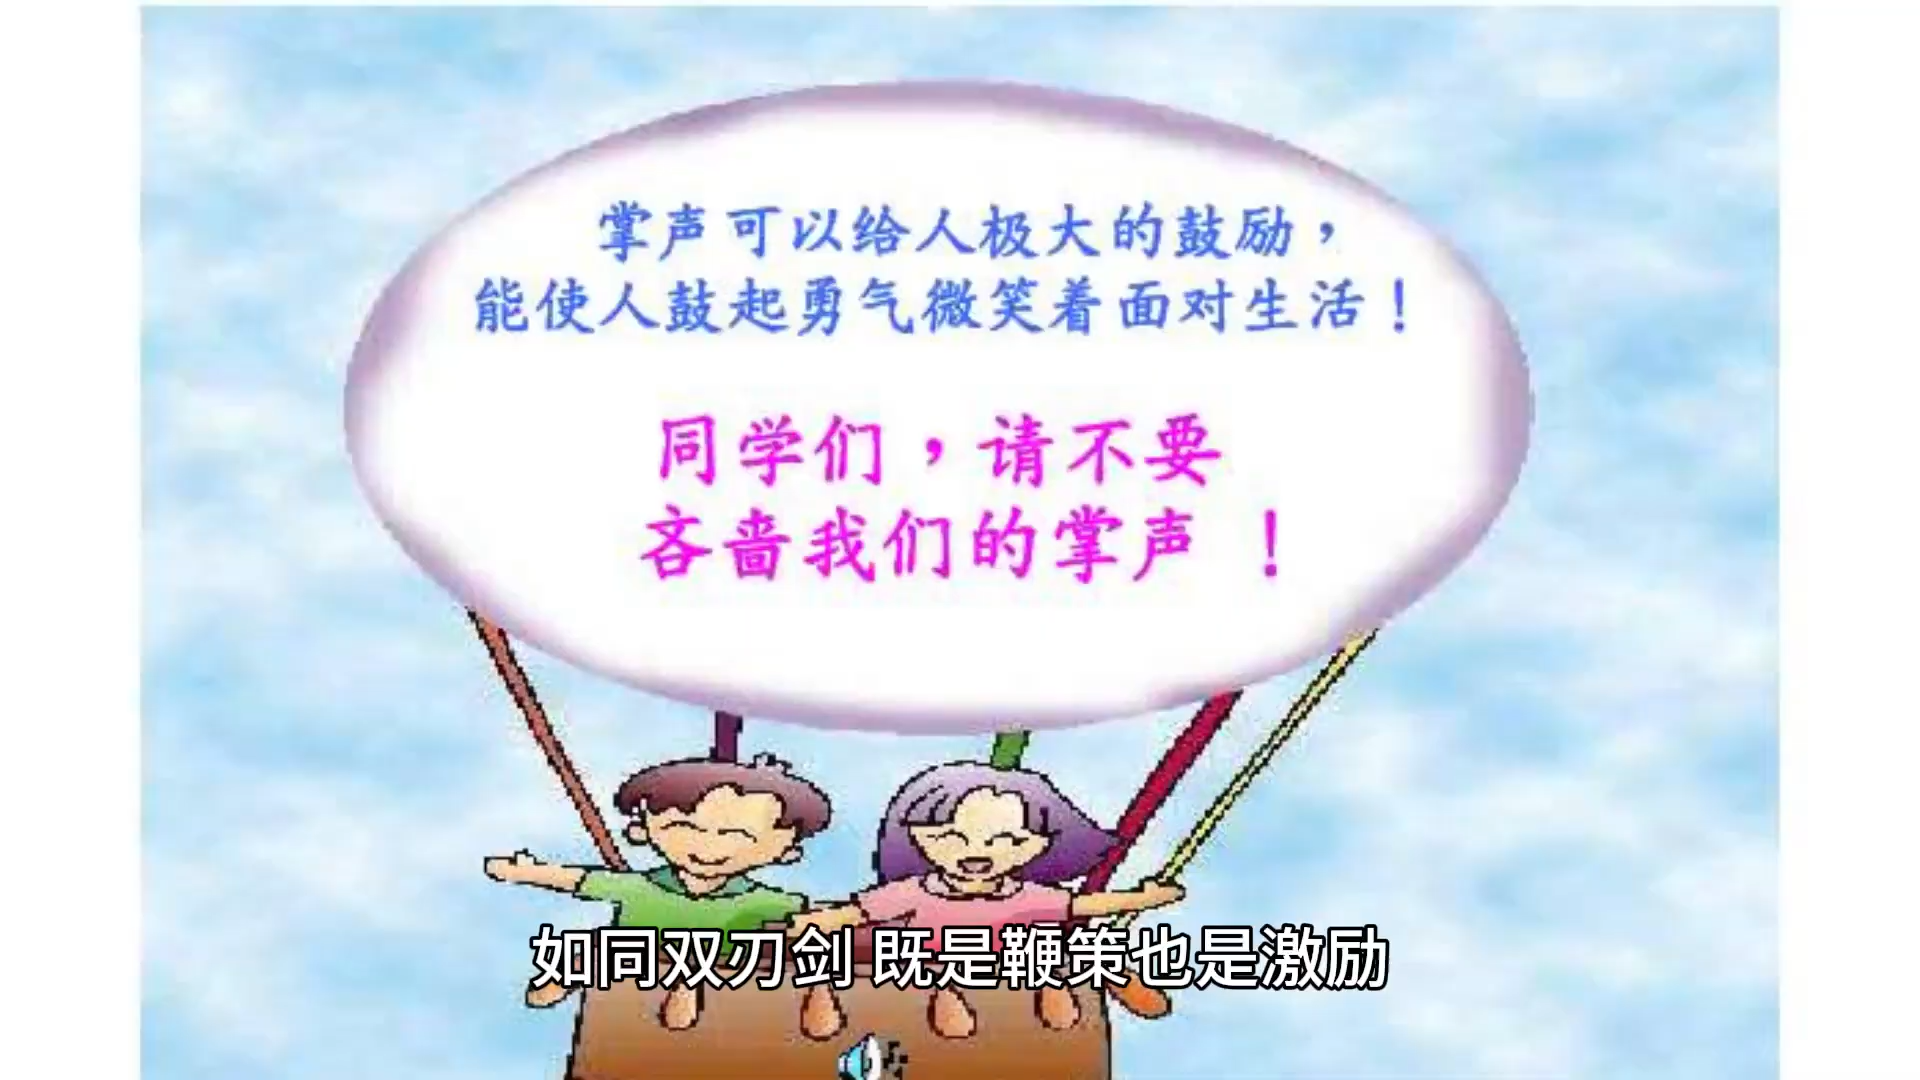 掌声可以给人极大的鼓励，
能使人鼓起勇气微笑着面对生活！
同学们，请不要
吝啬我们的掌声！
如同双刃剑 既是鞭策也是激励